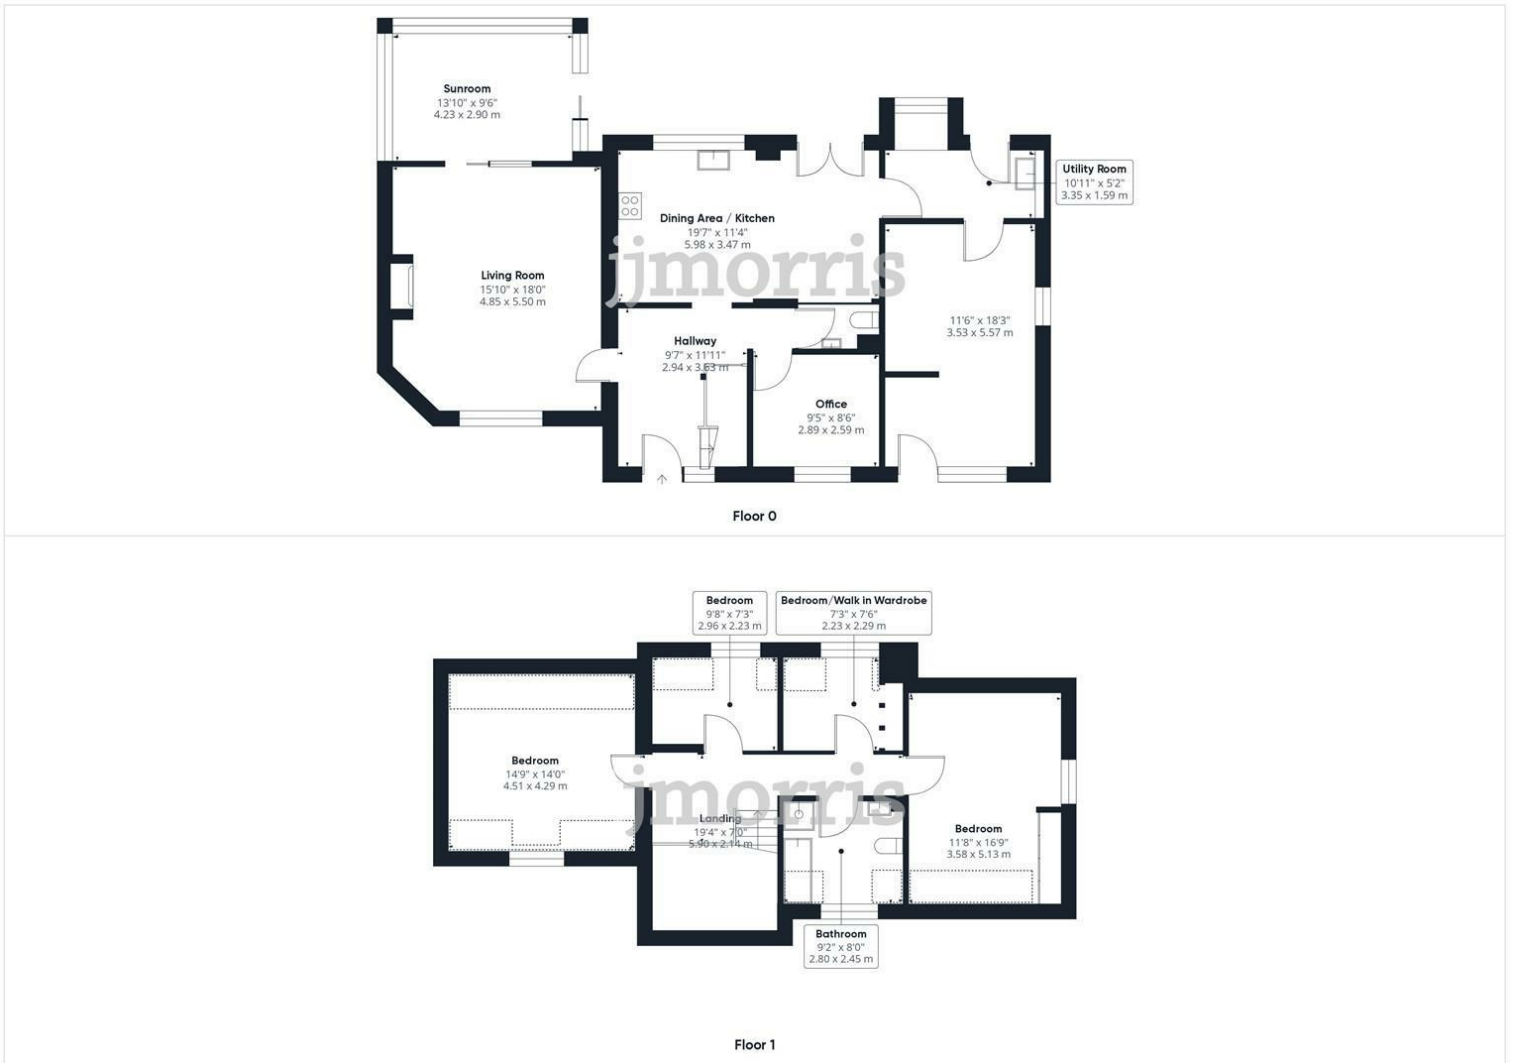 Sunroom
13'10" x 9'6"
4.23 x 2.90 m
Utility Room
10'11" x 5'2"
3.35 x 1.59 m
Dining Area / Kitchen
19'7" x 11'4"
5.98 x 3.47 m
jjmorris
Living Room
15'10" x 18'0"
4.85 x 5.50 m
11'6" x 18'3"
3.53 x 5.57 m
Hallway
9'7" x 11'11"
2.94 x 3.63 m
Office
9'5" x 8'6"
2.89 x 2.59 m
Floor 0
Bedroom
9'8" x 7'3"
2.96 x 2.23 m
Bedroom/Walk in Wardrobe
7'3" x 7'6"
2.23 x 2.29 m
Bedroom
14'9" x 14'0"
4.51 x 4.29 m
jjmorris
Landing
19'4" x 7'0"
5.90 x 2.14 m
Bedroom
11'8" x 16'9"
3.58 x 5.13 m
Bathroom
9'2" x 8'0"
2.80 x 2.45 m
Floor 1